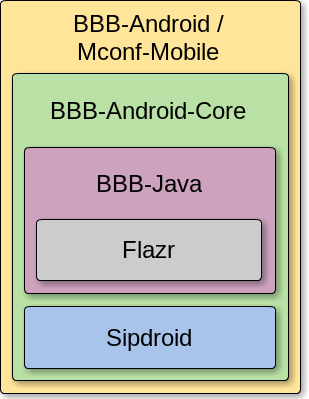 BBB-Android /
Mconf-Mobile
BBB-Android-Core
BBB-Java
Flazr
Sipdroid